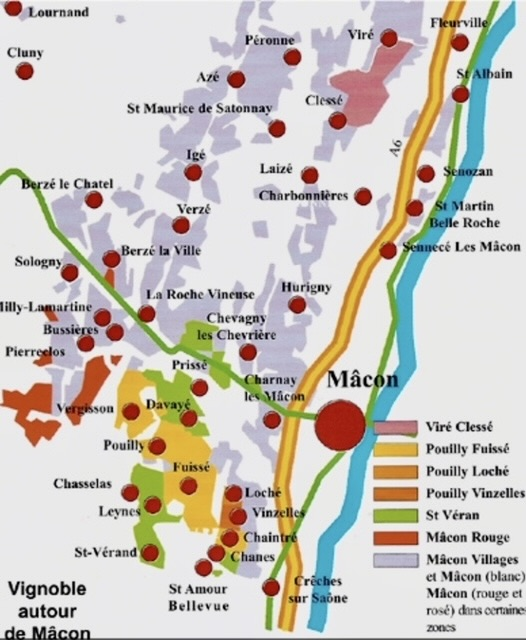 Lournand
Fleurville
Viré
Péronne
Cluny
Azé
St Albain
St Maurice de Satonnay
Clessé
A6
Igé
Laizé
Senozan
Berzé le Chatel
Charbonnières
Verzé
St Martin
Belle Roche
Berzé la Ville
Sennecé Les Mâcon
Sologny
Hurigny
La Roche Vineuse
Milly-Lamartine
Chevagny
les Chevrière
Bussières
Pierreclos
Prissé
Charnay
les Mâcon
Mâcon
Vergisson
Davayé
Viré Clessé
Pouilly
Pouilly Fuissé
Fuissé
Pouilly Loché
Chasselas
Loché
Pouilly Vinzelles
Leynes
Vinzelles
St Véran
Chaintré
Mâcon Rouge
St-Vérand
Chanes
Mâcon Villages
et Mâcon (blanc)
Mâcon (rouge et
rosé) dans certaines
zones
St Amour
Bellevue
Crêches
sur Saône
Vignoble
autour
de Mâcon